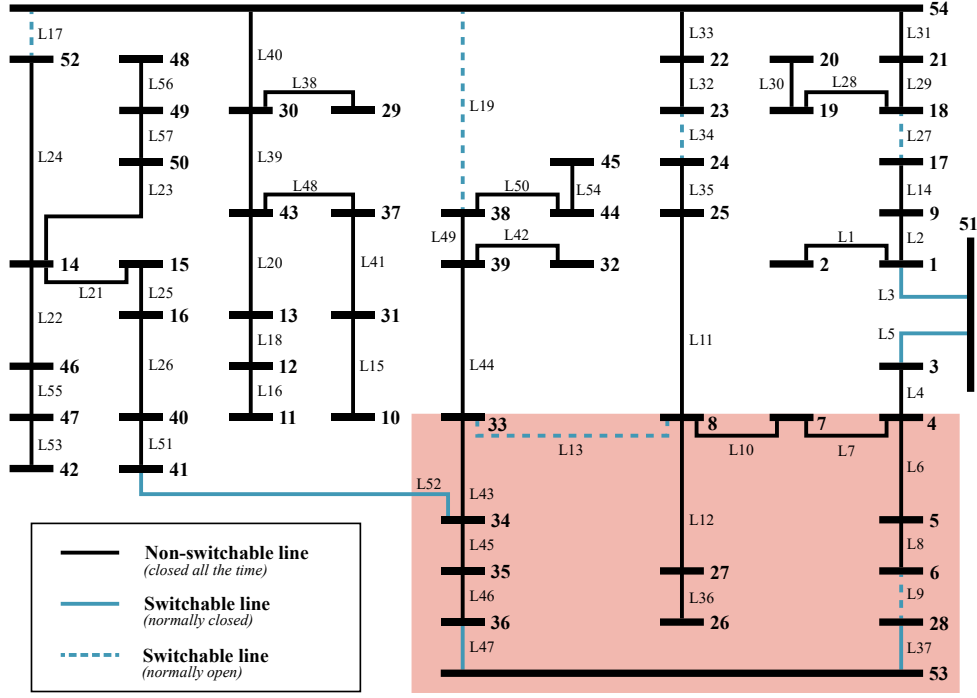 54
L17 L40 L33 L31
52 48 22 20 21
L56 L38 L32 L30 L28 L29
49 30 29 L19 23 19 18
L24 L57 L39 L34 L27
50 45 24 17
L23 L48 L50 L54 L35 L14
43 37 38 44 25 9 51
L49 L42 L1 L2
14 15 L20 L41 39 32 2 1
L21 L25 L3
L22 16 13 31 L5
L18 L11
46 L26 12 L15 L44 3
L55 L16 L4
47 40 11 10 33 8 7 4
L53 L51 L13 L10 L7 L6
42 41
L52 L43 L12
34 5
L45 L8
Non-switchable line
(closed all the time)
35 27 6
L46 L36 L9
Switchable line
(normally closed)
36 26 28
L47 L37
Switchable line
(normally open)
53